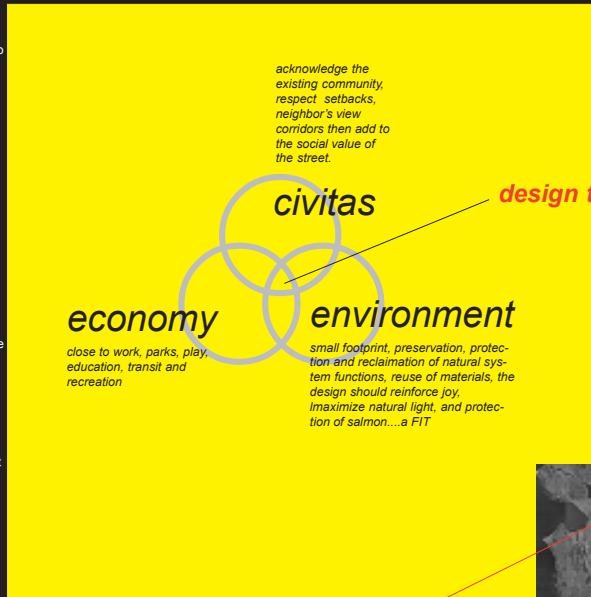 acknowledge the
existing community,
respect setbacks,
neighbor's view
corridors then add to
the social value of
the street.
civitas
design t
economy
close to work, parks, play,
education, transit and
recreation
environment
small footprint, preservation, protec-
tion and reclaimation of natural sys-
tem functions, reuse of materials, the
design should reinforce joy,
lmaximize natural light, and protec-
tion of salmon....a FIT